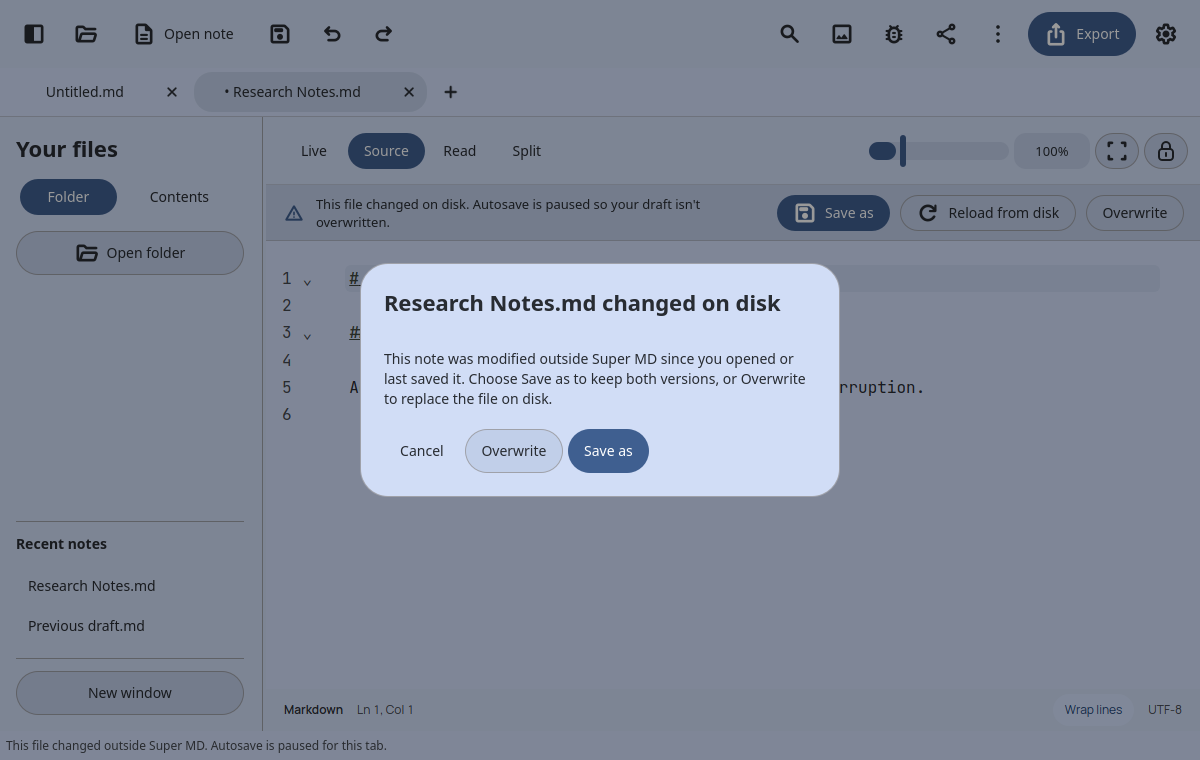 Open note
Export
Untitled.md
• Research Notes.md
Your files
Folder
Contents
Open folder
Recent notes
Research Notes.md
Previous draft.md
New window
Live
Source
Read
Split
100%
This file changed on disk. Autosave is paused so your draft isn't
overwritten.
Save as
Reload from disk
Overwrite
1 #
2
3 #
4
5 A
6
Research Notes.md changed on disk
This note was modified outside Super MD since you opened or
last saved it. Choose Save as to keep both versions, or Overwrite
to replace the file on disk.
Cancel
Overwrite
Save as
Markdown
Ln 1, Col 1
Wrap lines
UTF-8
This file changed outside Super MD. Autosave is paused for this tab.